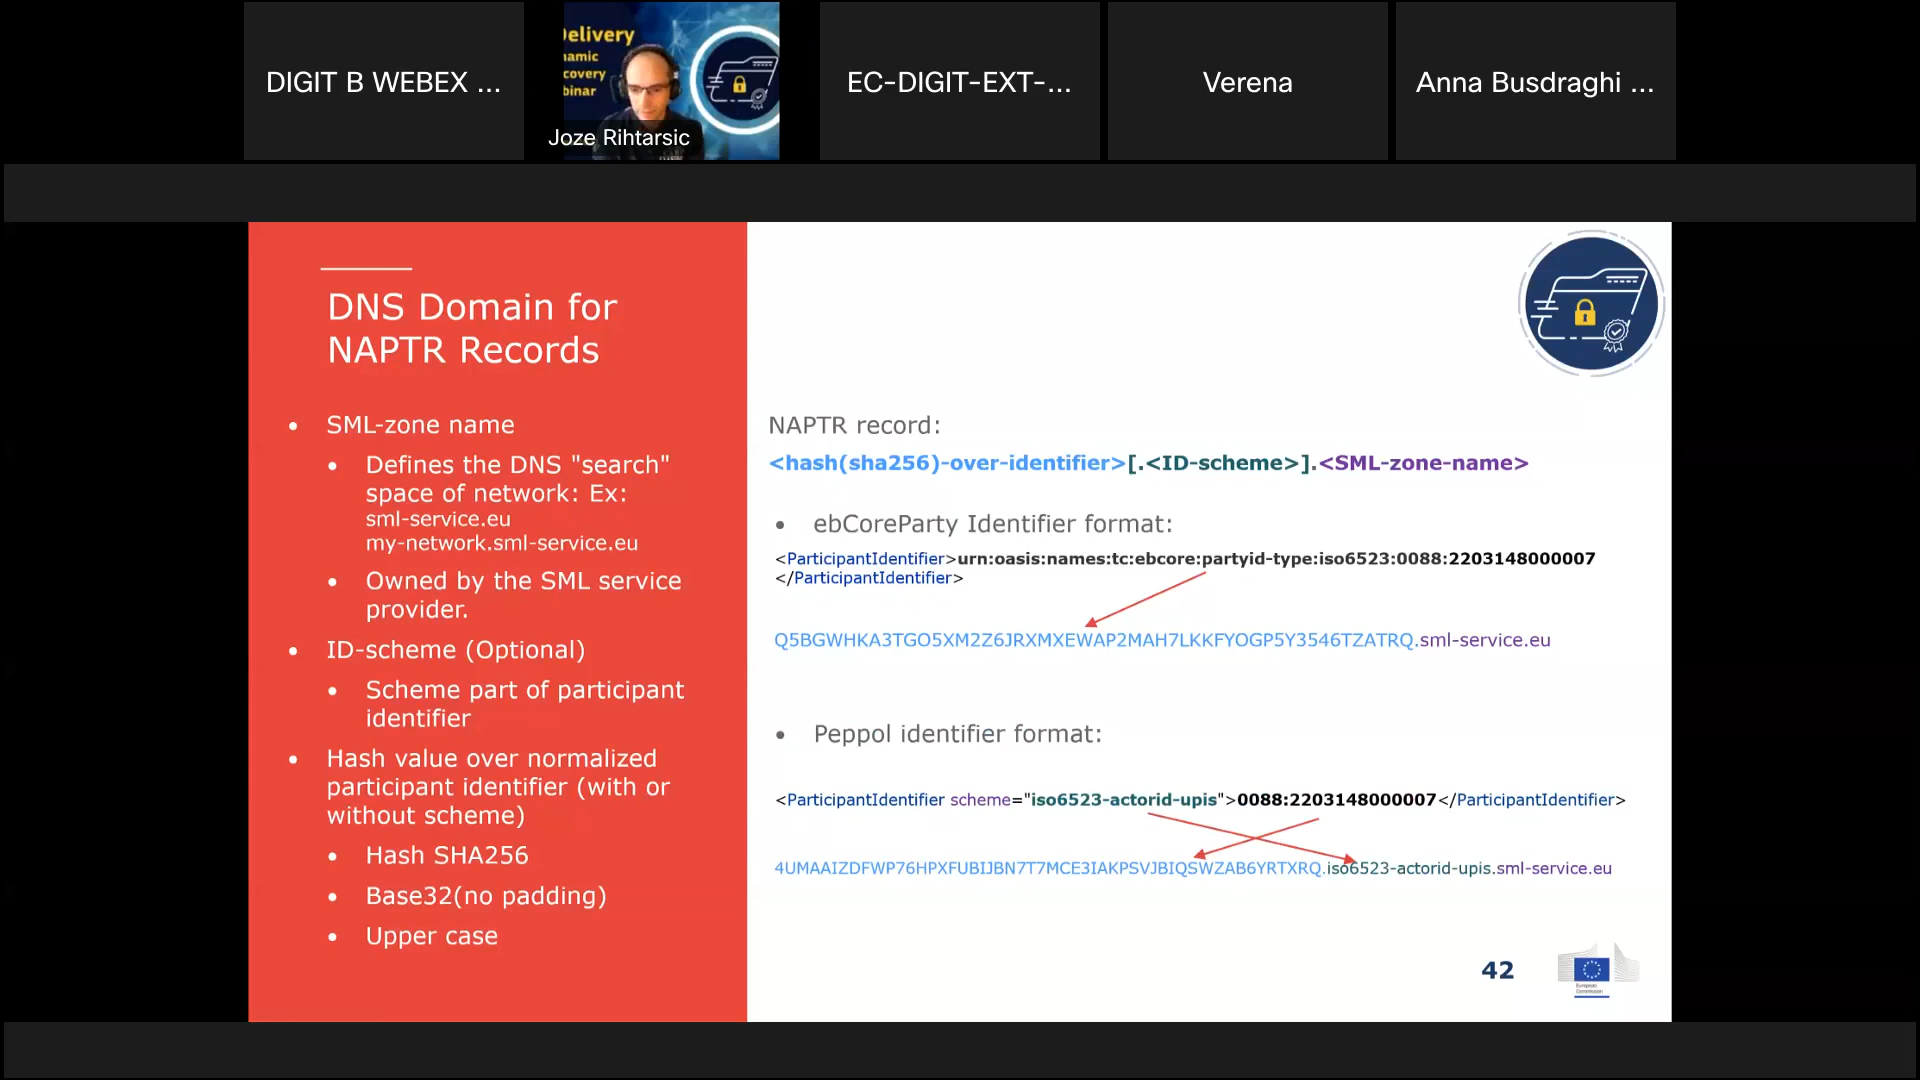 DIGIT B WEBEX ...
Delivery
namic
covery
binar
Joze Rihtarsic
EC-DIGIT-EXT-...
Verena
Anna Busdraghi ...
DNS Domain for
NAPTR Records
• SML-zone name
• Defines the DNS "search"
space of network: Ex:
sml-service.eu
my-network.sml-service.eu
• Owned by the SML service
provider.
• ID-scheme (Optional)
• Scheme part of participant
identifier
• Hash value over normalized
participant identifier (with or
without scheme)
• Hash SHA256
• Base32(no padding)
• Upper case
NAPTR record:
<hash(sha256)-over-identifier>[.<ID-scheme>].<SML-zone-name>
• ebCoreParty Identifier format:
<ParticipantIdentifier>urn:oasis:names:tc:ebcore:partyid-type:iso6523:0088:2203148000007
</ParticipantIdentifier>
Q5BGWHKA3TGO5XM2Z6JRXMXEWAP2MAH7LKKFYOGP5Y3546TZATRQ.sml-service.eu
• Peppol identifier format:
<ParticipantIdentifier scheme="iso6523-actorid-upis">0088:2203148000007</ParticipantIdentifier>
4UMAAIZDFWP76HPXFUBIJBN7T7MCE3IAKPSVJBIQSWZAB6YRTXRQ.iso6523-actorid-upis.sml-service.eu
42
European
Commission